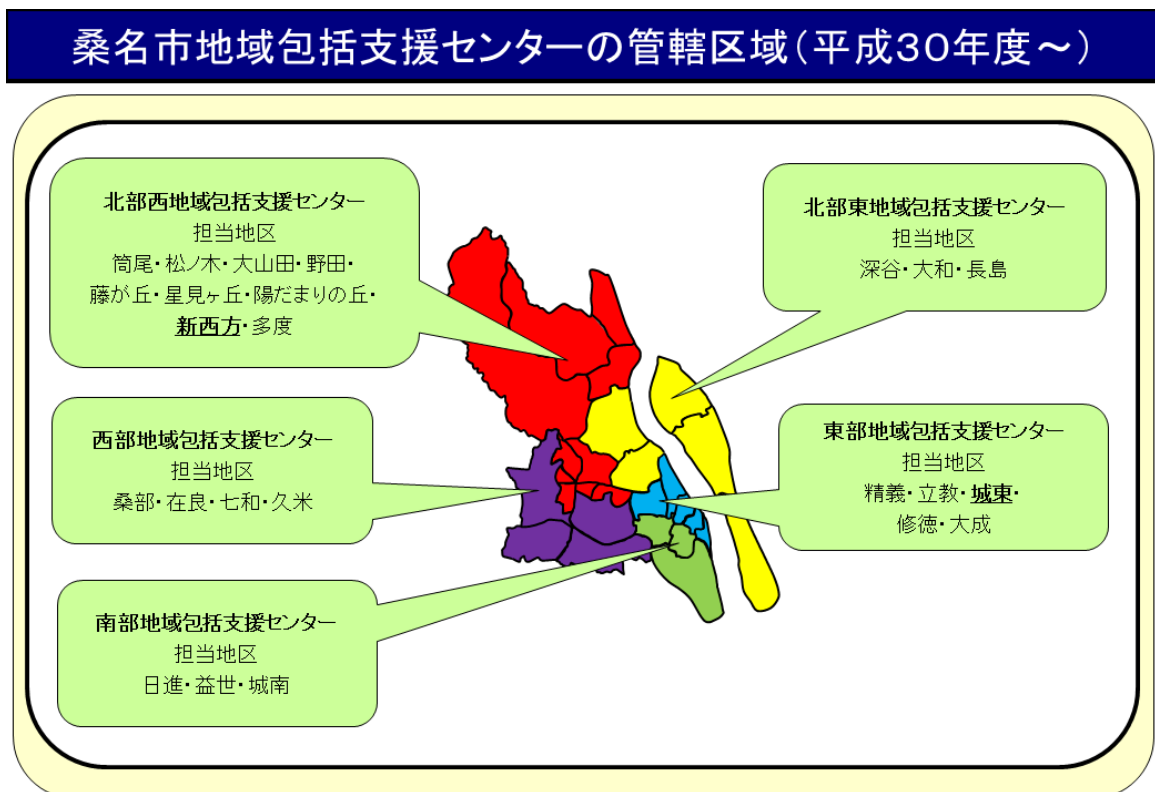 桑名市地域包括支援センターの管轄区域(平成30年度～)
北部西地域包括支援センター
担当地区
筒尾・松ノ木・大山田・野田・
藤が丘・星見ヶ丘・陽だまりの丘・
新西方・多度
北部東地域包括支援センター
担当地区
深谷・大和・長島
西部地域包括支援センター
担当地区
桑部・在良・七和・久米
東部地域包括支援センター
担当地区
精義・立教・城東・
修徳・大成
南部地域包括支援センター
担当地区
日進・益世・城南